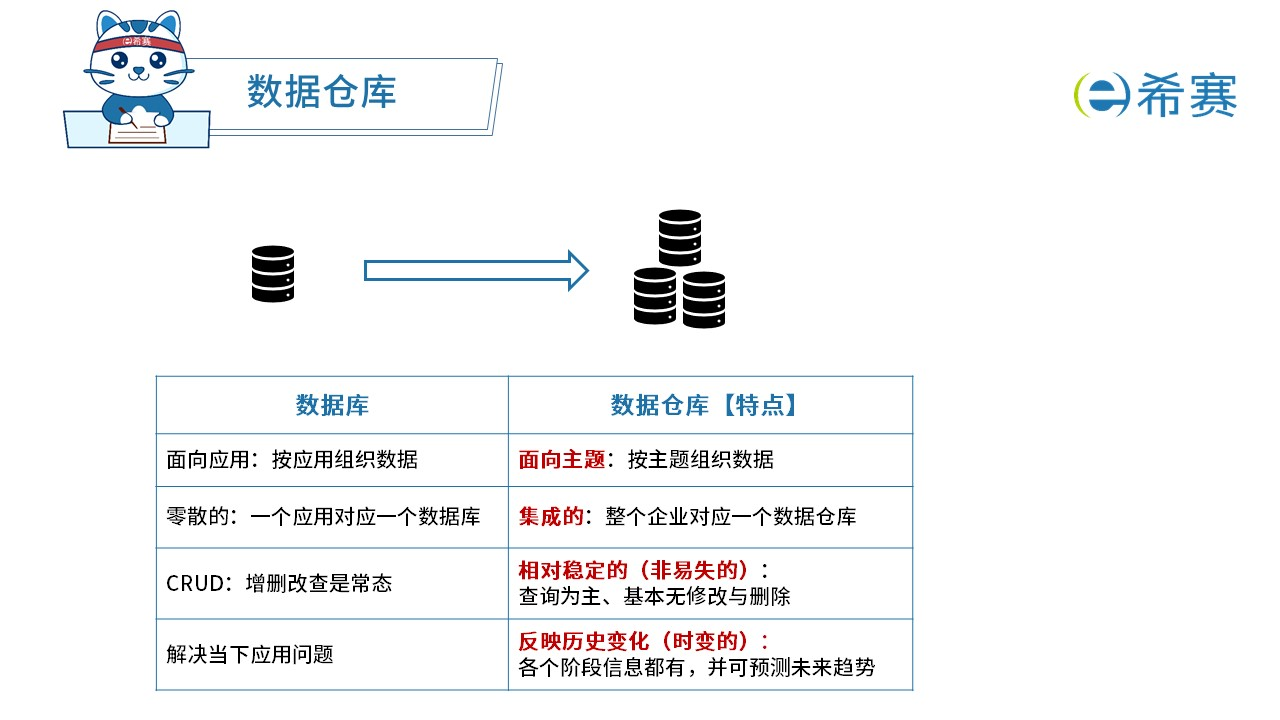 希赛
数据仓库
希赛
数据库
数据仓库【特点】
面向应用：按应用组织数据
面向主题：按主题组织数据
零散的：一个应用对应一个数据库
集成的：整个企业对应一个数据仓库
CRUD：增删改查是常态
相对稳定的（非易失的）：
查询为主、基本无修改与删除
解决当下应用问题
反映历史变化（时变的）：
各个阶段信息都有，并可预测未来趋势